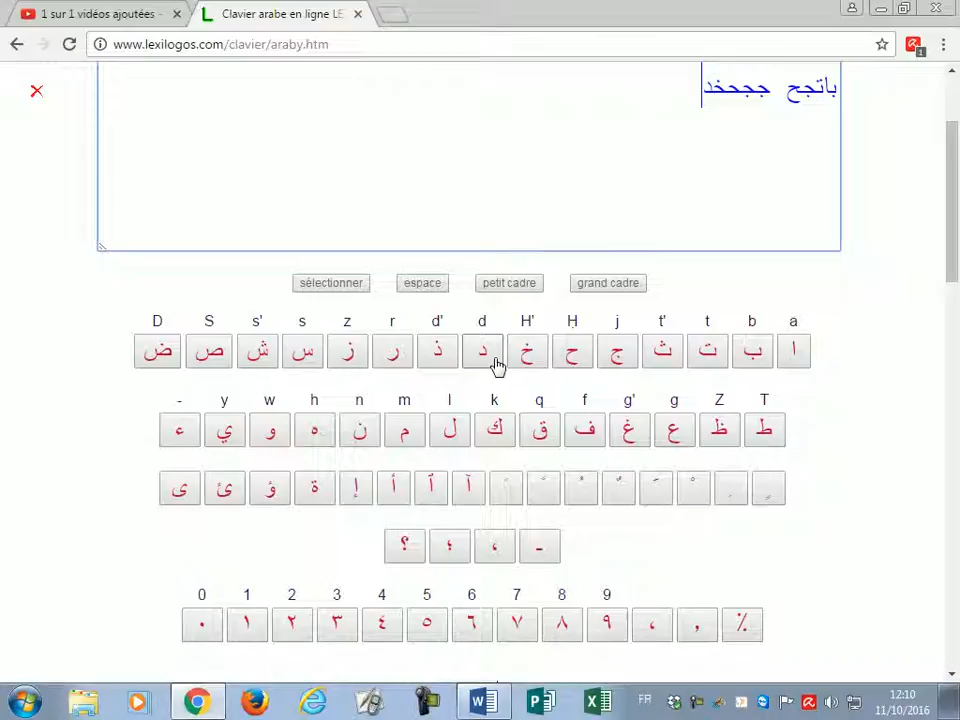 1 sur 1 vidéos ajoutées -
Clavier arabe en ligne LE
www.lexilogos.com/clavier/araby.htm
1
باتجح ججحخد
sélectionner espace petit cadre grand cadre
D S s' s z r d' d H' H j t' t b a
ض ص ش س ز ر ذ د خ ح ج ث ت ب ا
- y w h n m l k q f g' g Z T
ء ي و ه ن م ل ك ق ف غ ع ظ ط
ى ئ ؤ ة إ أ ٱ آ
؟ ؛ ، ـ
0 1 2 3 4 5 6 7 8 9
٠ ١ ٢ ٣ ٤ ٥ ٦ ٧ ٨ ٩ ، , ٪
FR
12:10
11/10/2016